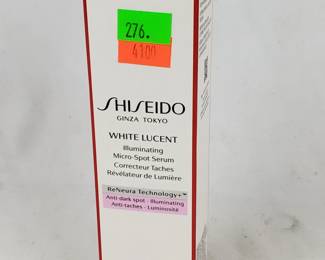 276.
4100
SHISEIDO
GINZA TOKYO
WHITE LUCENT
Illuminating
Micro-Spot Serum
Correcteur Taches
Révélateur de Lumière
ReNeura Technology+™
Anti-dark spot · Illuminating
Anti-taches · Luminosité